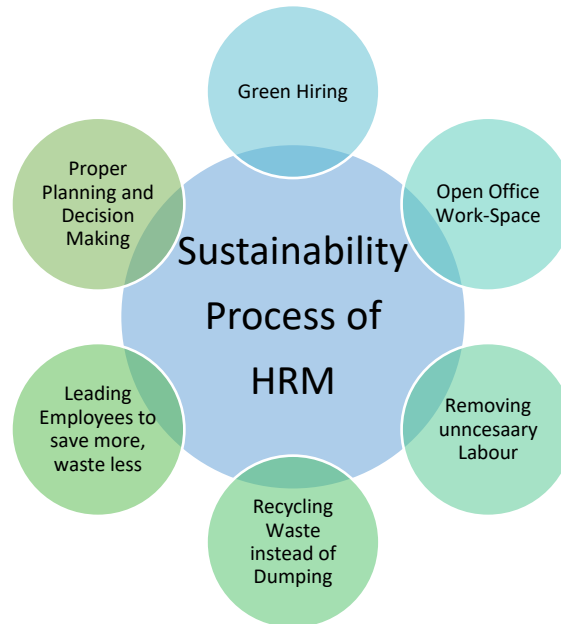 Green Hiring
Open Office
Work-Space
Removing
unncesaary
Labour
Recycling
Waste
instead of
Dumping
Leading
Employees to
save more,
waste less
Proper
Planning and
Decision
Making
Sustainability
Process of
HRM